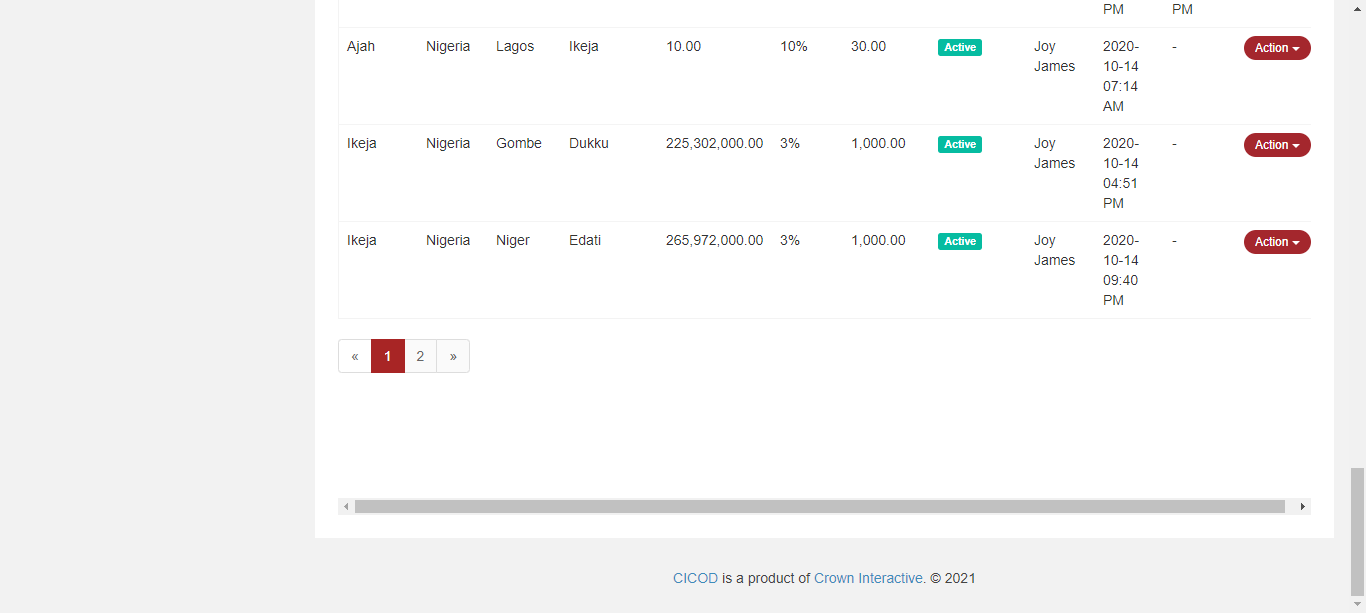 PM PM
Ajah Nigeria Lagos Ikeja 10.00 10% 30.00 Active Joy 2020- - Action
James 10-14
07:14
AM
Ikeja Nigeria Gombe Dukku 225,302,000.00 3% 1,000.00 Active Joy 2020- - Action
James 10-14
04:51
PM
Ikeja Nigeria Niger Edati 265,972,000.00 3% 1,000.00 Active Joy 2020- - Action
James 10-14
09:40
PM
« 1 2 »
CICOD is a product of Crown Interactive. © 2021